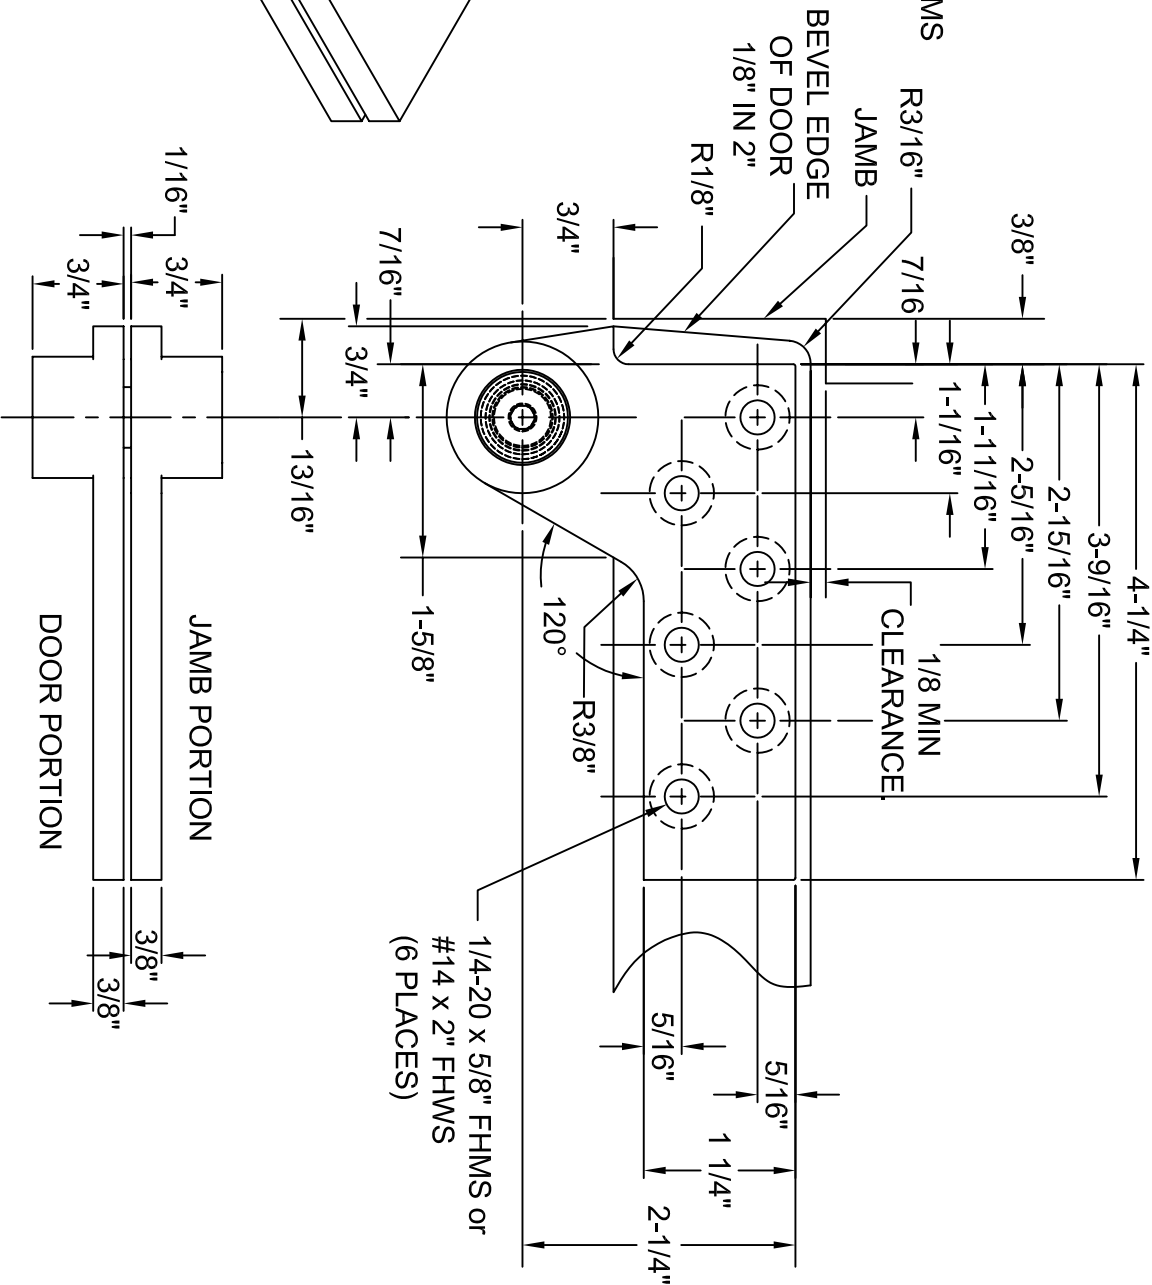 MS
BEVEL EDGE
OF DOOR
1/8" IN 2"
R3/16"
JAMB
R1/8"
3/8"
7/16
3/4"
7/16"
3/4"
13/16"
1-5/8"
1/16"
3/4"
3/4"
4-1/4"
3-9/16"
2-15/16"
2-5/16"
1-11/16"
1-1/16"
1/8 MIN
CLEARANCE.
120°
R3/8"
JAMB PORTION
DOOR PORTION
3/8"
3/8"
1/4-20 x 5/8" FHMS or
#14 x 2" FHWS
(6 PLACES)
5/16"
5/16"
1 1/4"
2-1/4"